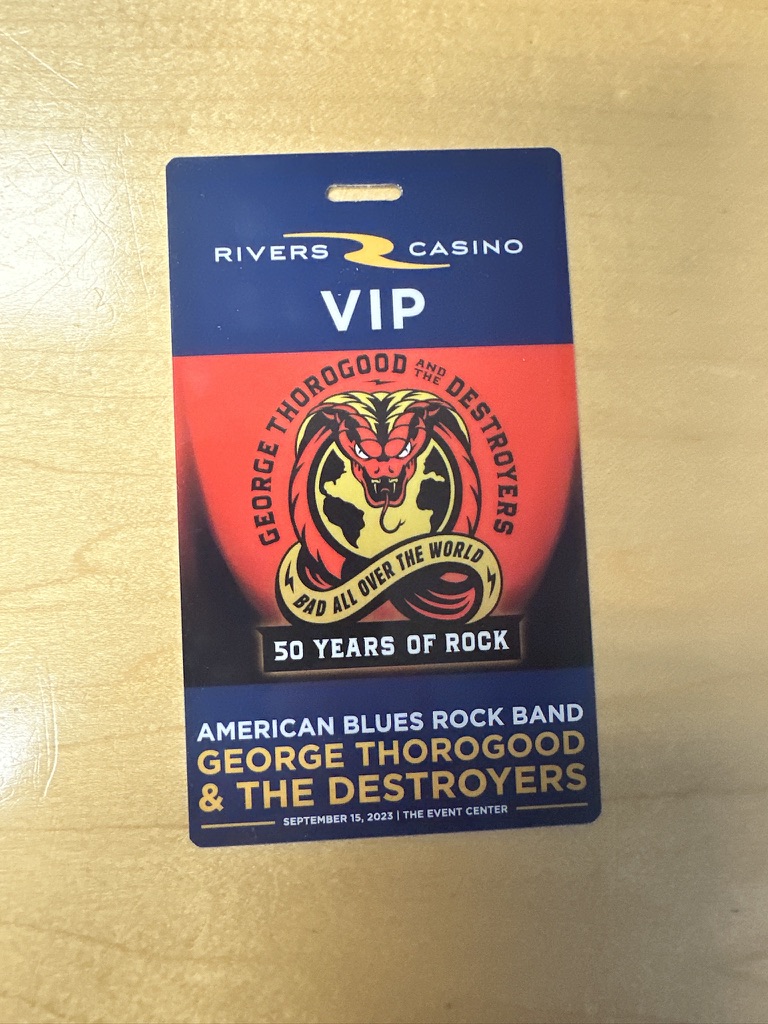 RIVERS CASINO
VIP
GEORGE THOROGOOD AND THE DESTROYERS
BAD ALL OVER THE WORLD
50 YEARS OF ROCK
AMERICAN BLUES ROCK BAND
GEORGE THOROGOOD
& THE DESTROYERS
SEPTEMBER 15, 2023 | THE EVENT CENTER